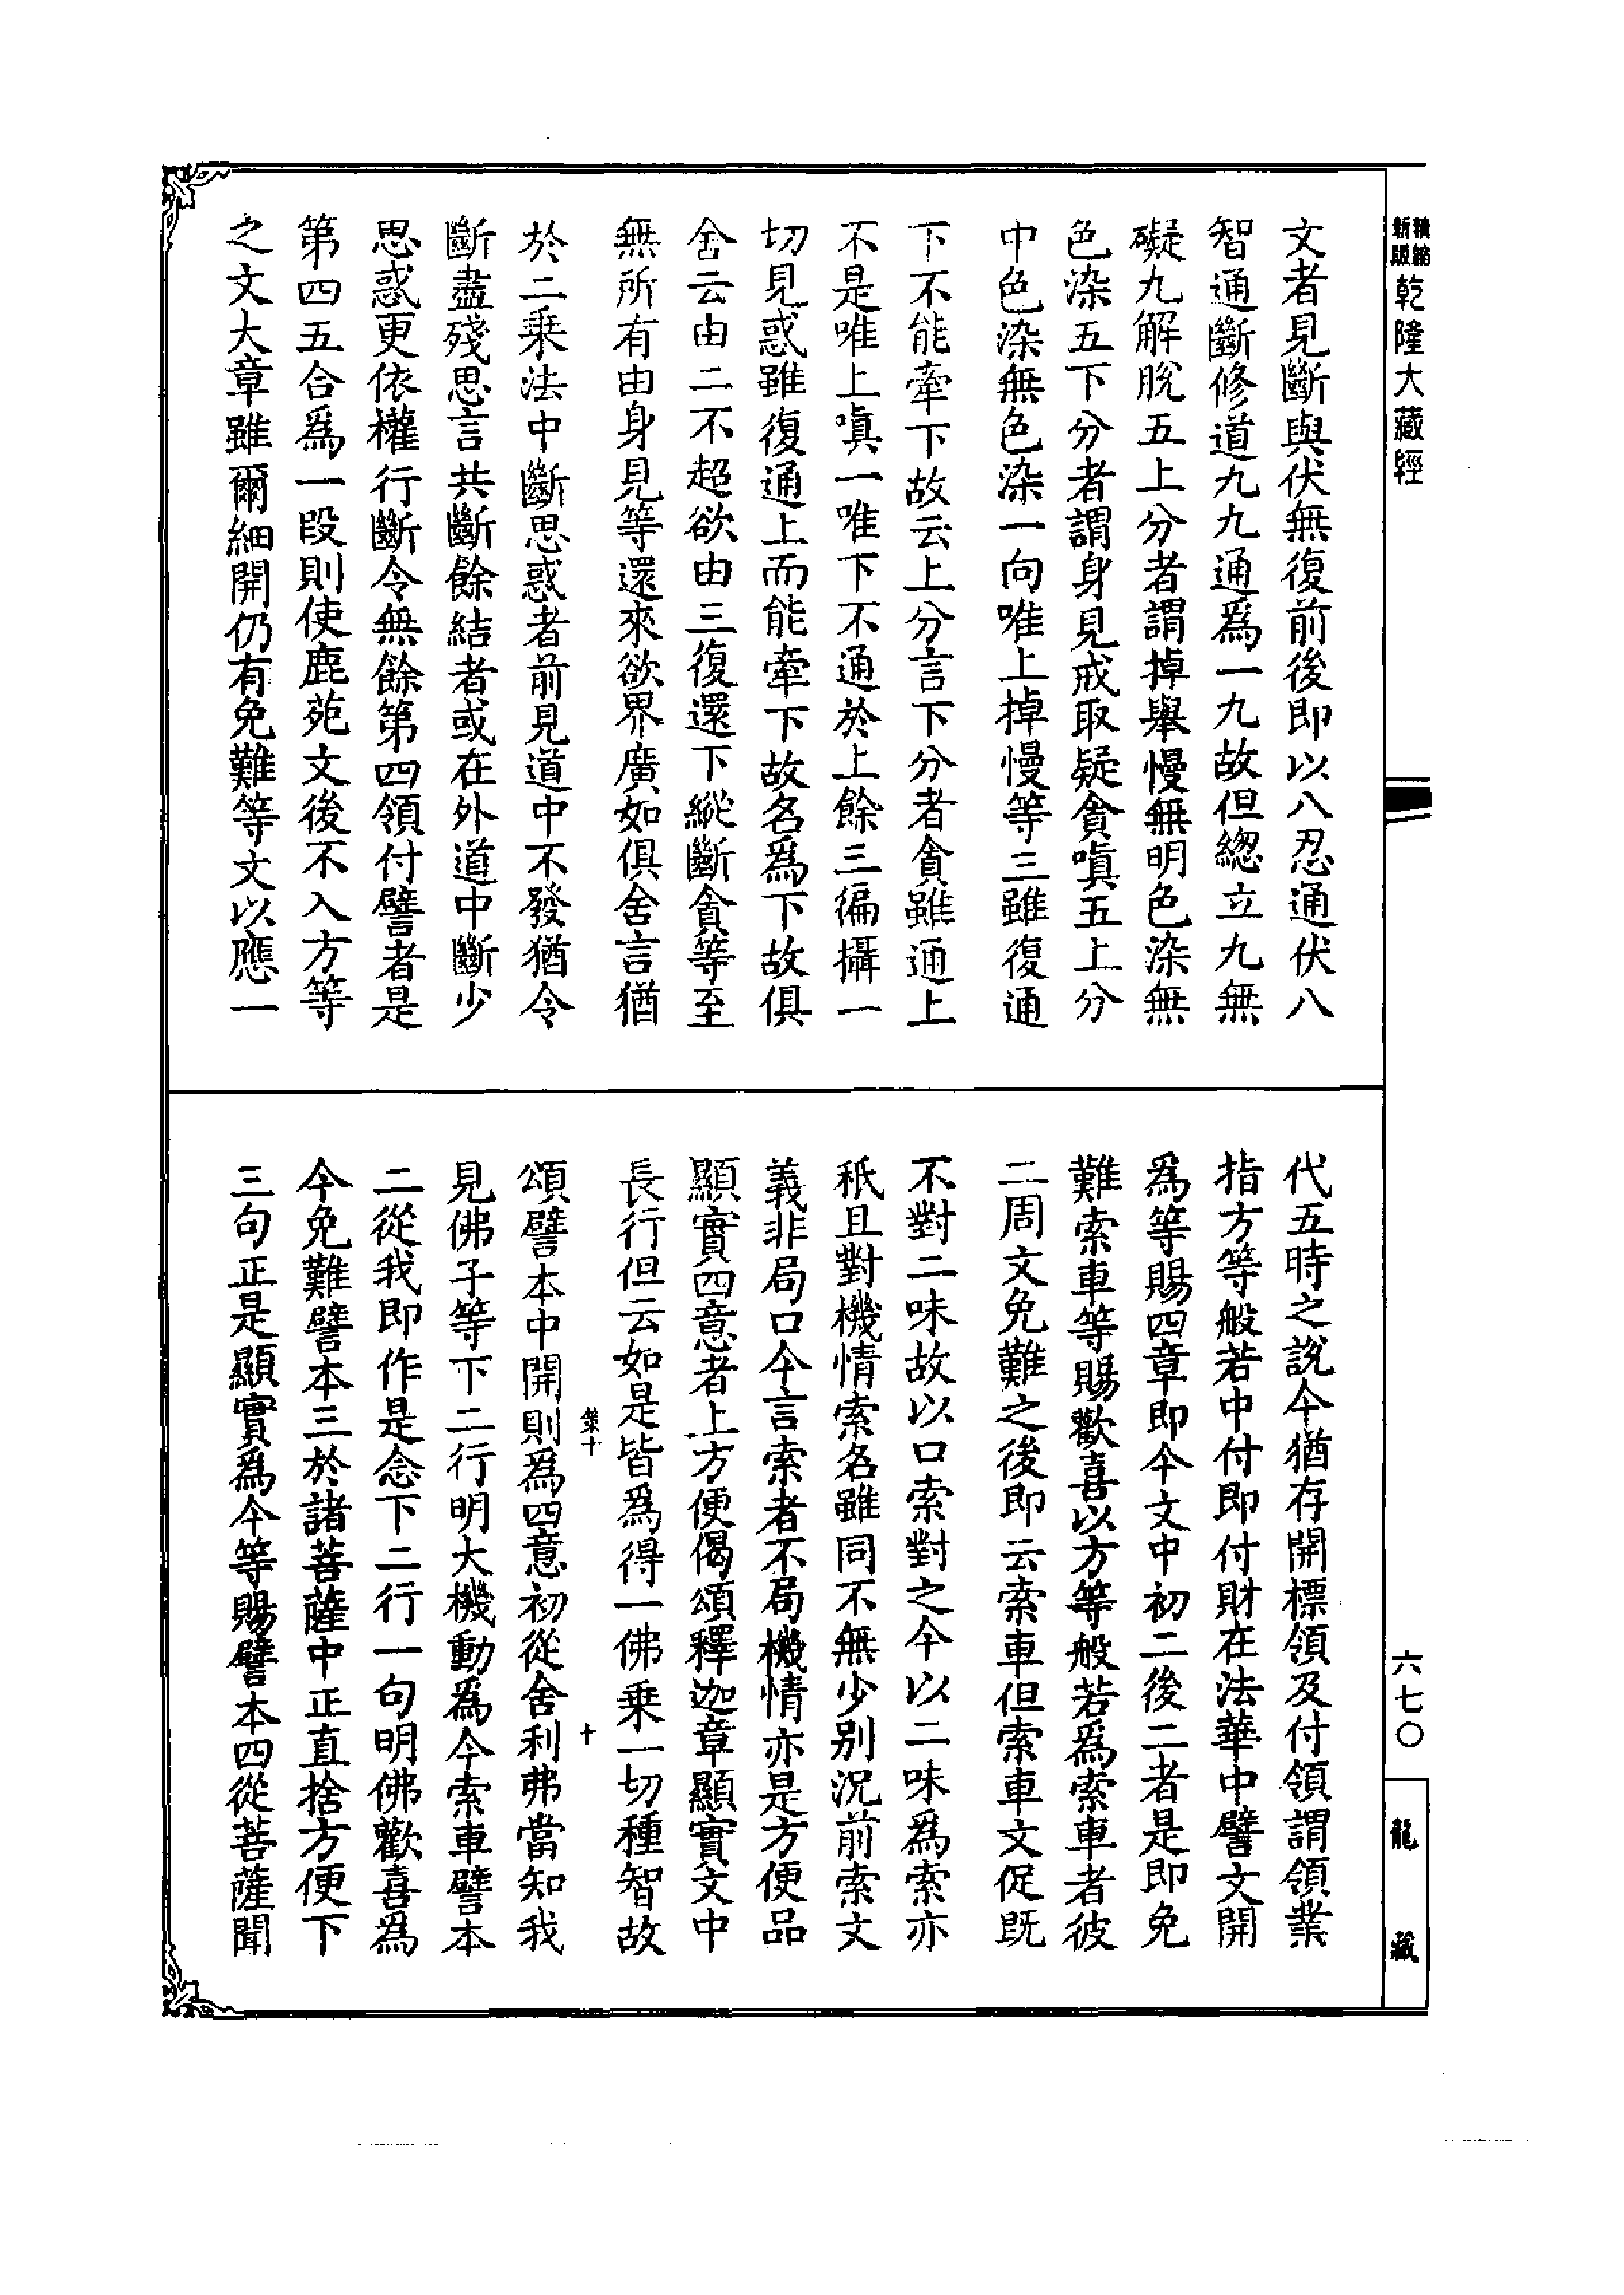 新版
精縮
乾隆大藏經
六七〇
龍藏
文者見斷與伏無復前後即以八忍通伏八
智通斷修道九九通爲一九故但緫立九無
礙九解脫五上分者謂掉舉慢無明色染無
色染五下分者謂身見戒取疑貪嗔五上分
中色染無色染一向唯上掉慢等三雖復通
下不能牽下故云上分言下分者貪雖通上
不是唯上嗔一唯下不通於上餘三徧攝一
切見惑雖復通上而能牽下故名爲下故俱
舍云由二不超欲由三復還下縱斷貪等至
無所有由身見等還來欲界廣如俱舍言猶
於二乘法中斷思惑者前見道中不發猶令
斷盡殘思言共斷餘結者或在外道中斷少
思惑更依權行斷令無餘第四領付譬者是
第四五合爲一段則使鹿苑文後不入方等
之文大章雖爾細開仍有免難等文以應一
代五時之說今猶存開標領及付領謂領業
指方等般若中付即付財在法華中譬文開
爲等賜四章即今文中初二後二者是即免
難索車等賜歡喜以方等般若爲索車者彼
二周文免難之後即云索車但索車文促既
不對二味故以口索對之今以二味為索亦
秖且對機情索名雖同不無少别況前索文
義非局口今言索者不局機情亦是方便品
顯實四意者上方便偈頌釋迦章顯實文中
長行但云如是皆爲得一佛乘一切種智故
頌譬本中開則爲四意初從舍利弗當知我
見佛子等下二行明大機動爲今索車譬本
二從我即作是念下二行一句明佛歡喜爲
今免難譬本三於諸菩薩中正直捨方便下
三句正是顯實爲今等賜譬本四從菩薩聞
十